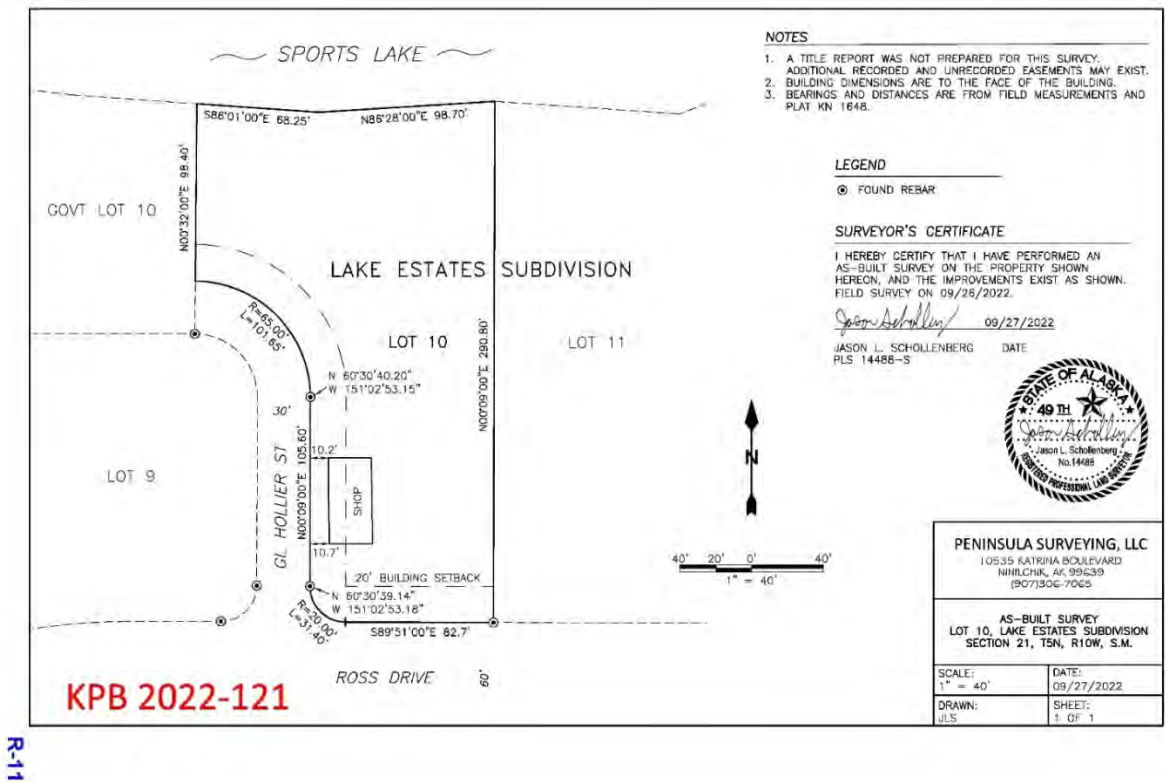 SPORTS LAKE
S86°01'00"E 68.25'
N86°28'00"E 98.70'
N00°32'00"E 98.40'
GOVT LOT 10
LAKE ESTATES SUBDIVISION
R=65.00'
L=101.65'
LOT 10
LOT 11
N 60°30'40.20"
W 151°02'53.15"
N00°09'00"E 290.80'
30'
10.2'
LOT 9
GL HOLLIER ST
N00°09'00"E 105.60'
SHOP
10.7'
20' BUILDING SETBACK
N 60°30'39.14"
W 151°02'53.18"
R=20.00'
L=31.40'
S89°51'00"E 82.7'
ROSS DRIVE
60'
KPB 2022-121
R-11
NOTES
1. A TITLE REPORT WAS NOT PREPARED FOR THIS SURVEY.
ADDITIONAL RECORDED AND UNRECORDED EASEMENTS MAY EXIST.
2. BUILDING DIMENSIONS ARE TO THE FACE OF THE BUILDING.
3. BEARINGS AND DISTANCES ARE FROM FIELD MEASUREMENTS AND
PLAT KN 1648.
LEGEND
FOUND REBAR
SURVEYOR'S CERTIFICATE
I HEREBY CERTIFY THAT I HAVE PERFORMED AN
AS-BUILT SURVEY ON THE PROPERTY SHOWN
HEREON, AND THE IMPROVEMENTS EXIST AS SHOWN.
FIELD SURVEY ON 09/26/2022.
09/27/2022
JASON L. SCHOLLENBERG DATE
PLS 14488-S
STATE OF ALASKA
49 TH
Jason L. Schollenberg
No.14488
REGISTERED PROFESSIONAL LAND SURVEYOR
N
40' 20' 0' 40'
1" = 40'
PENINSULA SURVEYING, LLC
10535 KATRINA BOULEVARD
NINILCHIK, AK 99639
(907)306-7065
AS-BUILT SURVEY
LOT 10, LAKE ESTATES SUBDIVISION
SECTION 21, T5N, R10W, S.M.
SCALE:
1" = 40'
DATE:
09/27/2022
DRAWN:
JLS
SHEET:
1 OF 1